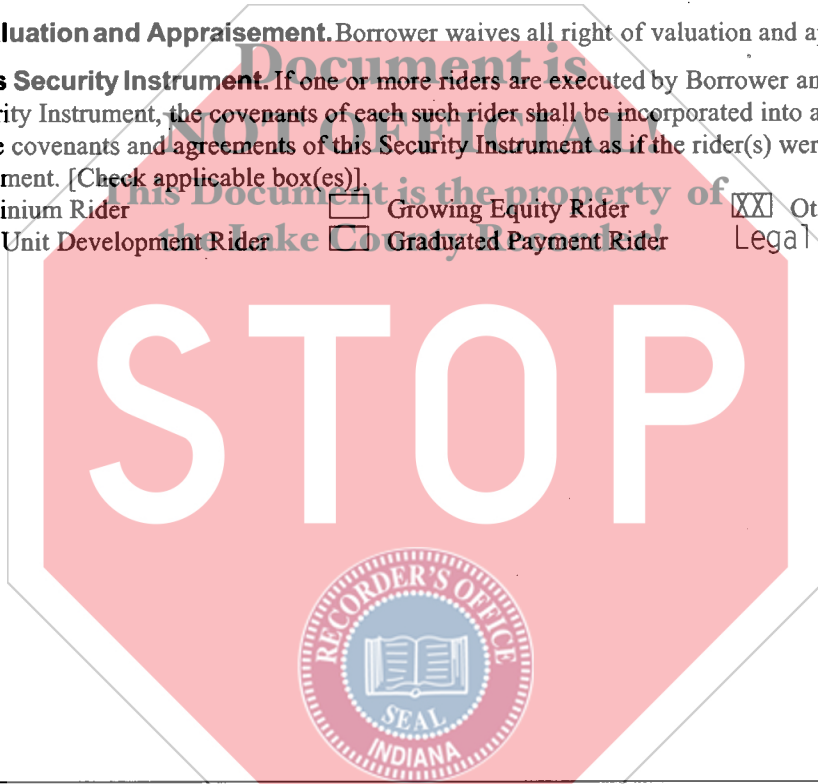 luation and Appraisement. Borrower waives all right of valuation and a
Document is
s Security Instrument. If one or more riders are executed by Borrower an
rity Instrument, the covenants of each such rider shall be incorporated into a
NOT OFFICIAL!
e covenants and agreements of this Security Instrument as if the rider(s) wer
ment. [Check applicable box(es)].
This Document is the property of
inium Rider Growing Equity Rider XX Ot
the Lake County Recorder!
Unit Development Rider Graduated Payment Rider Legal
STOP
RECORDER'S OFFICE
SEAL
INDIANA